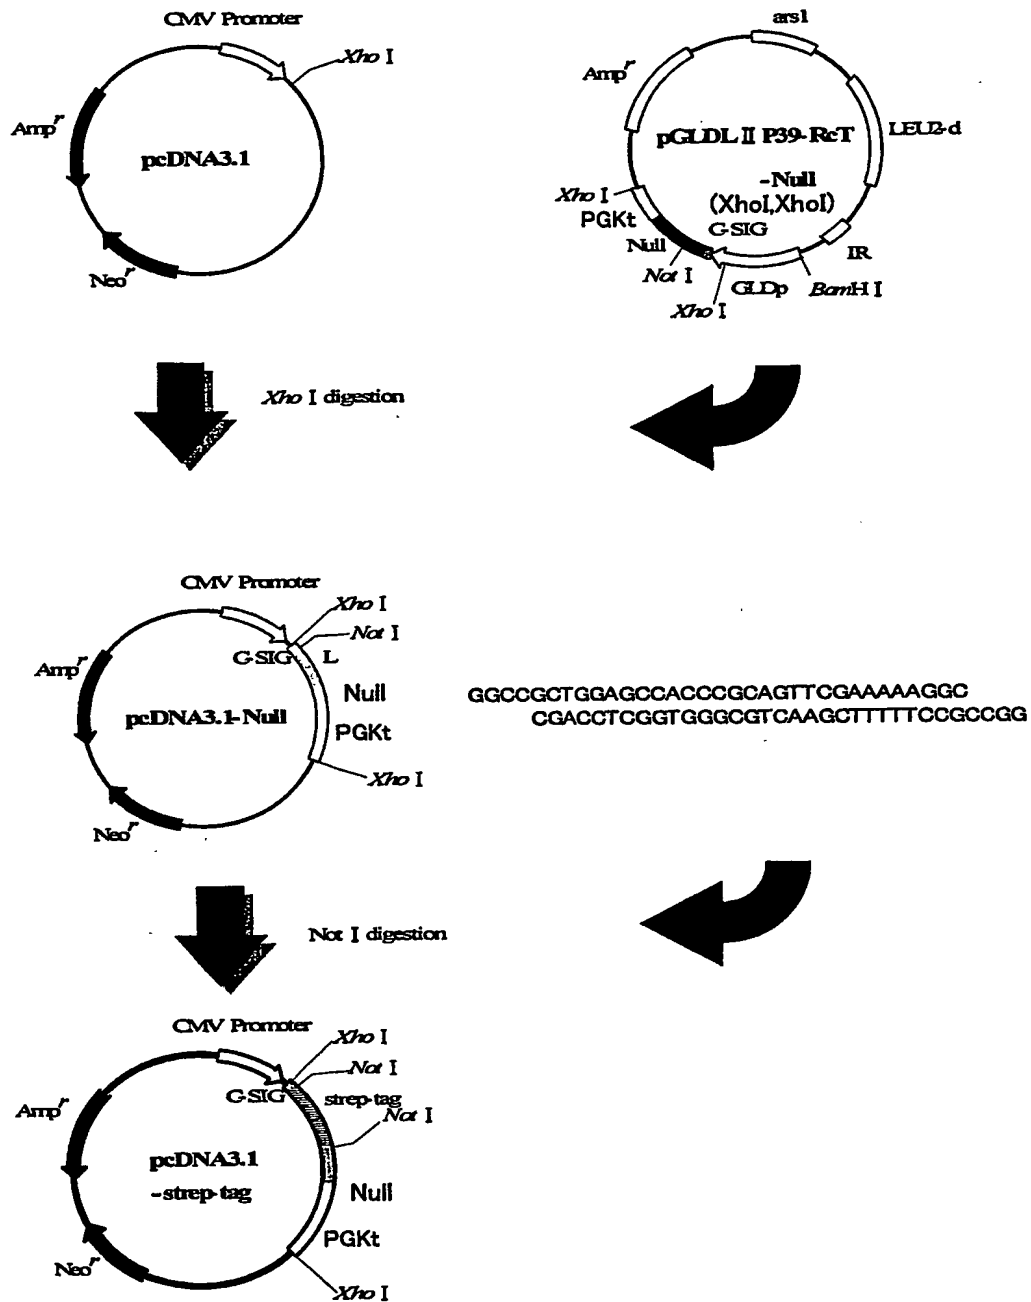 CMV Promoter
Xho I
Amp^r
pcDNA3.1
Neo^r
ars1
Amp^r
LEU2-d
pGLDL II P39-RcT
-Null
(XhoI,XhoI)
Xho I
PGKt
G-SIG
Null
IR
Not I
GLDp
BamH I
Xho I
Xho I digestion
CMV Promoter
Xho I
Not I
G-SIG
L
Amp^r
Null
pcDNA3.1-Null
PGKt
Xho I
Neo^r
GGCCGCTGGAGCCACCCGCAGTTCGAAAAAGGC
CGACCTCGGTGGGCGTCAAGCTTTTTCCGCCGG
Not I digestion
CMV Promoter
Xho I
Not I
G-SIG
strep-tag
Not I
Amp^r
pcDNA3.1
-strep-tag
Null
PGKt
Neo^r
Xho I